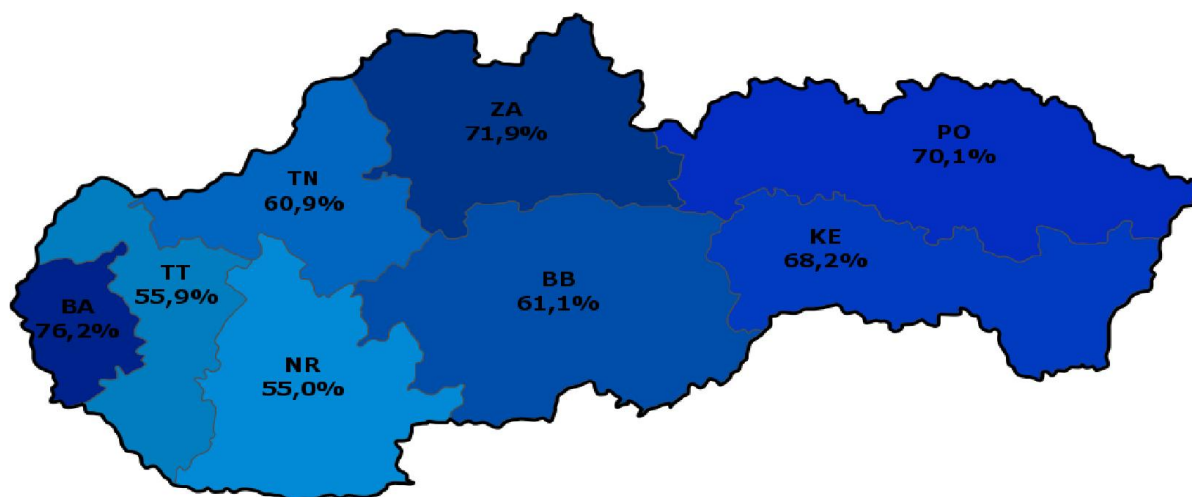 ZA
71,9%
PO
70,1%
TN
60,9%
KE
68,2%
TT
55,9%
BB
61,1%
BA
76,2%
NR
55,0%